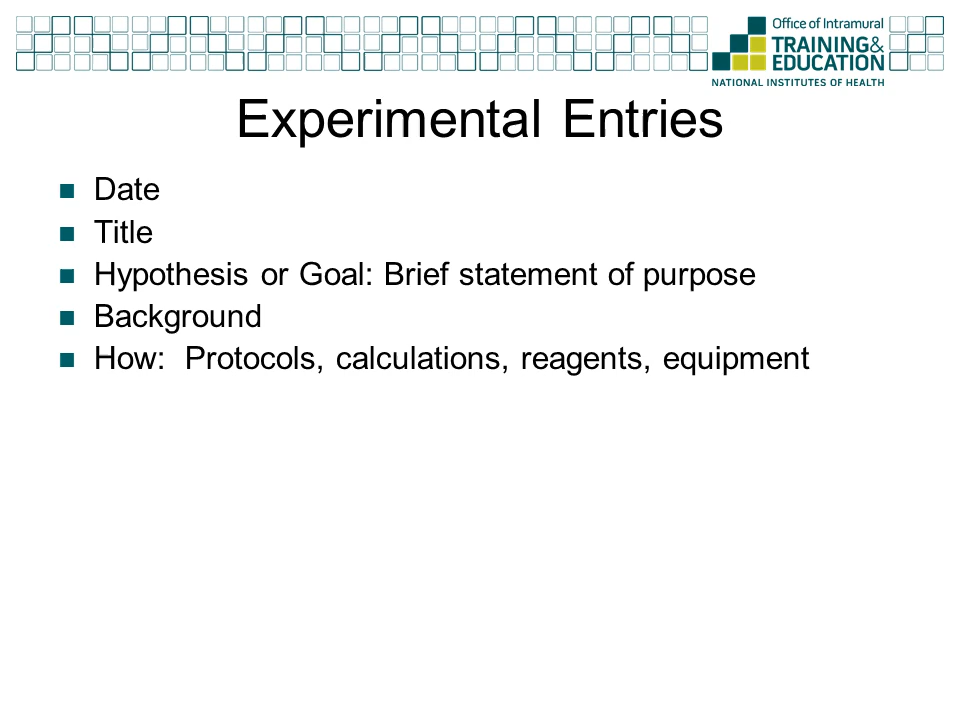 Office of Intramural
TRAINING&
EDUCATION
NATIONAL INSTITUTES OF HEALTH
Experimental Entries
Date
Title
Hypothesis or Goal: Brief statement of purpose
Background
How:  Protocols, calculations, reagents, equipment